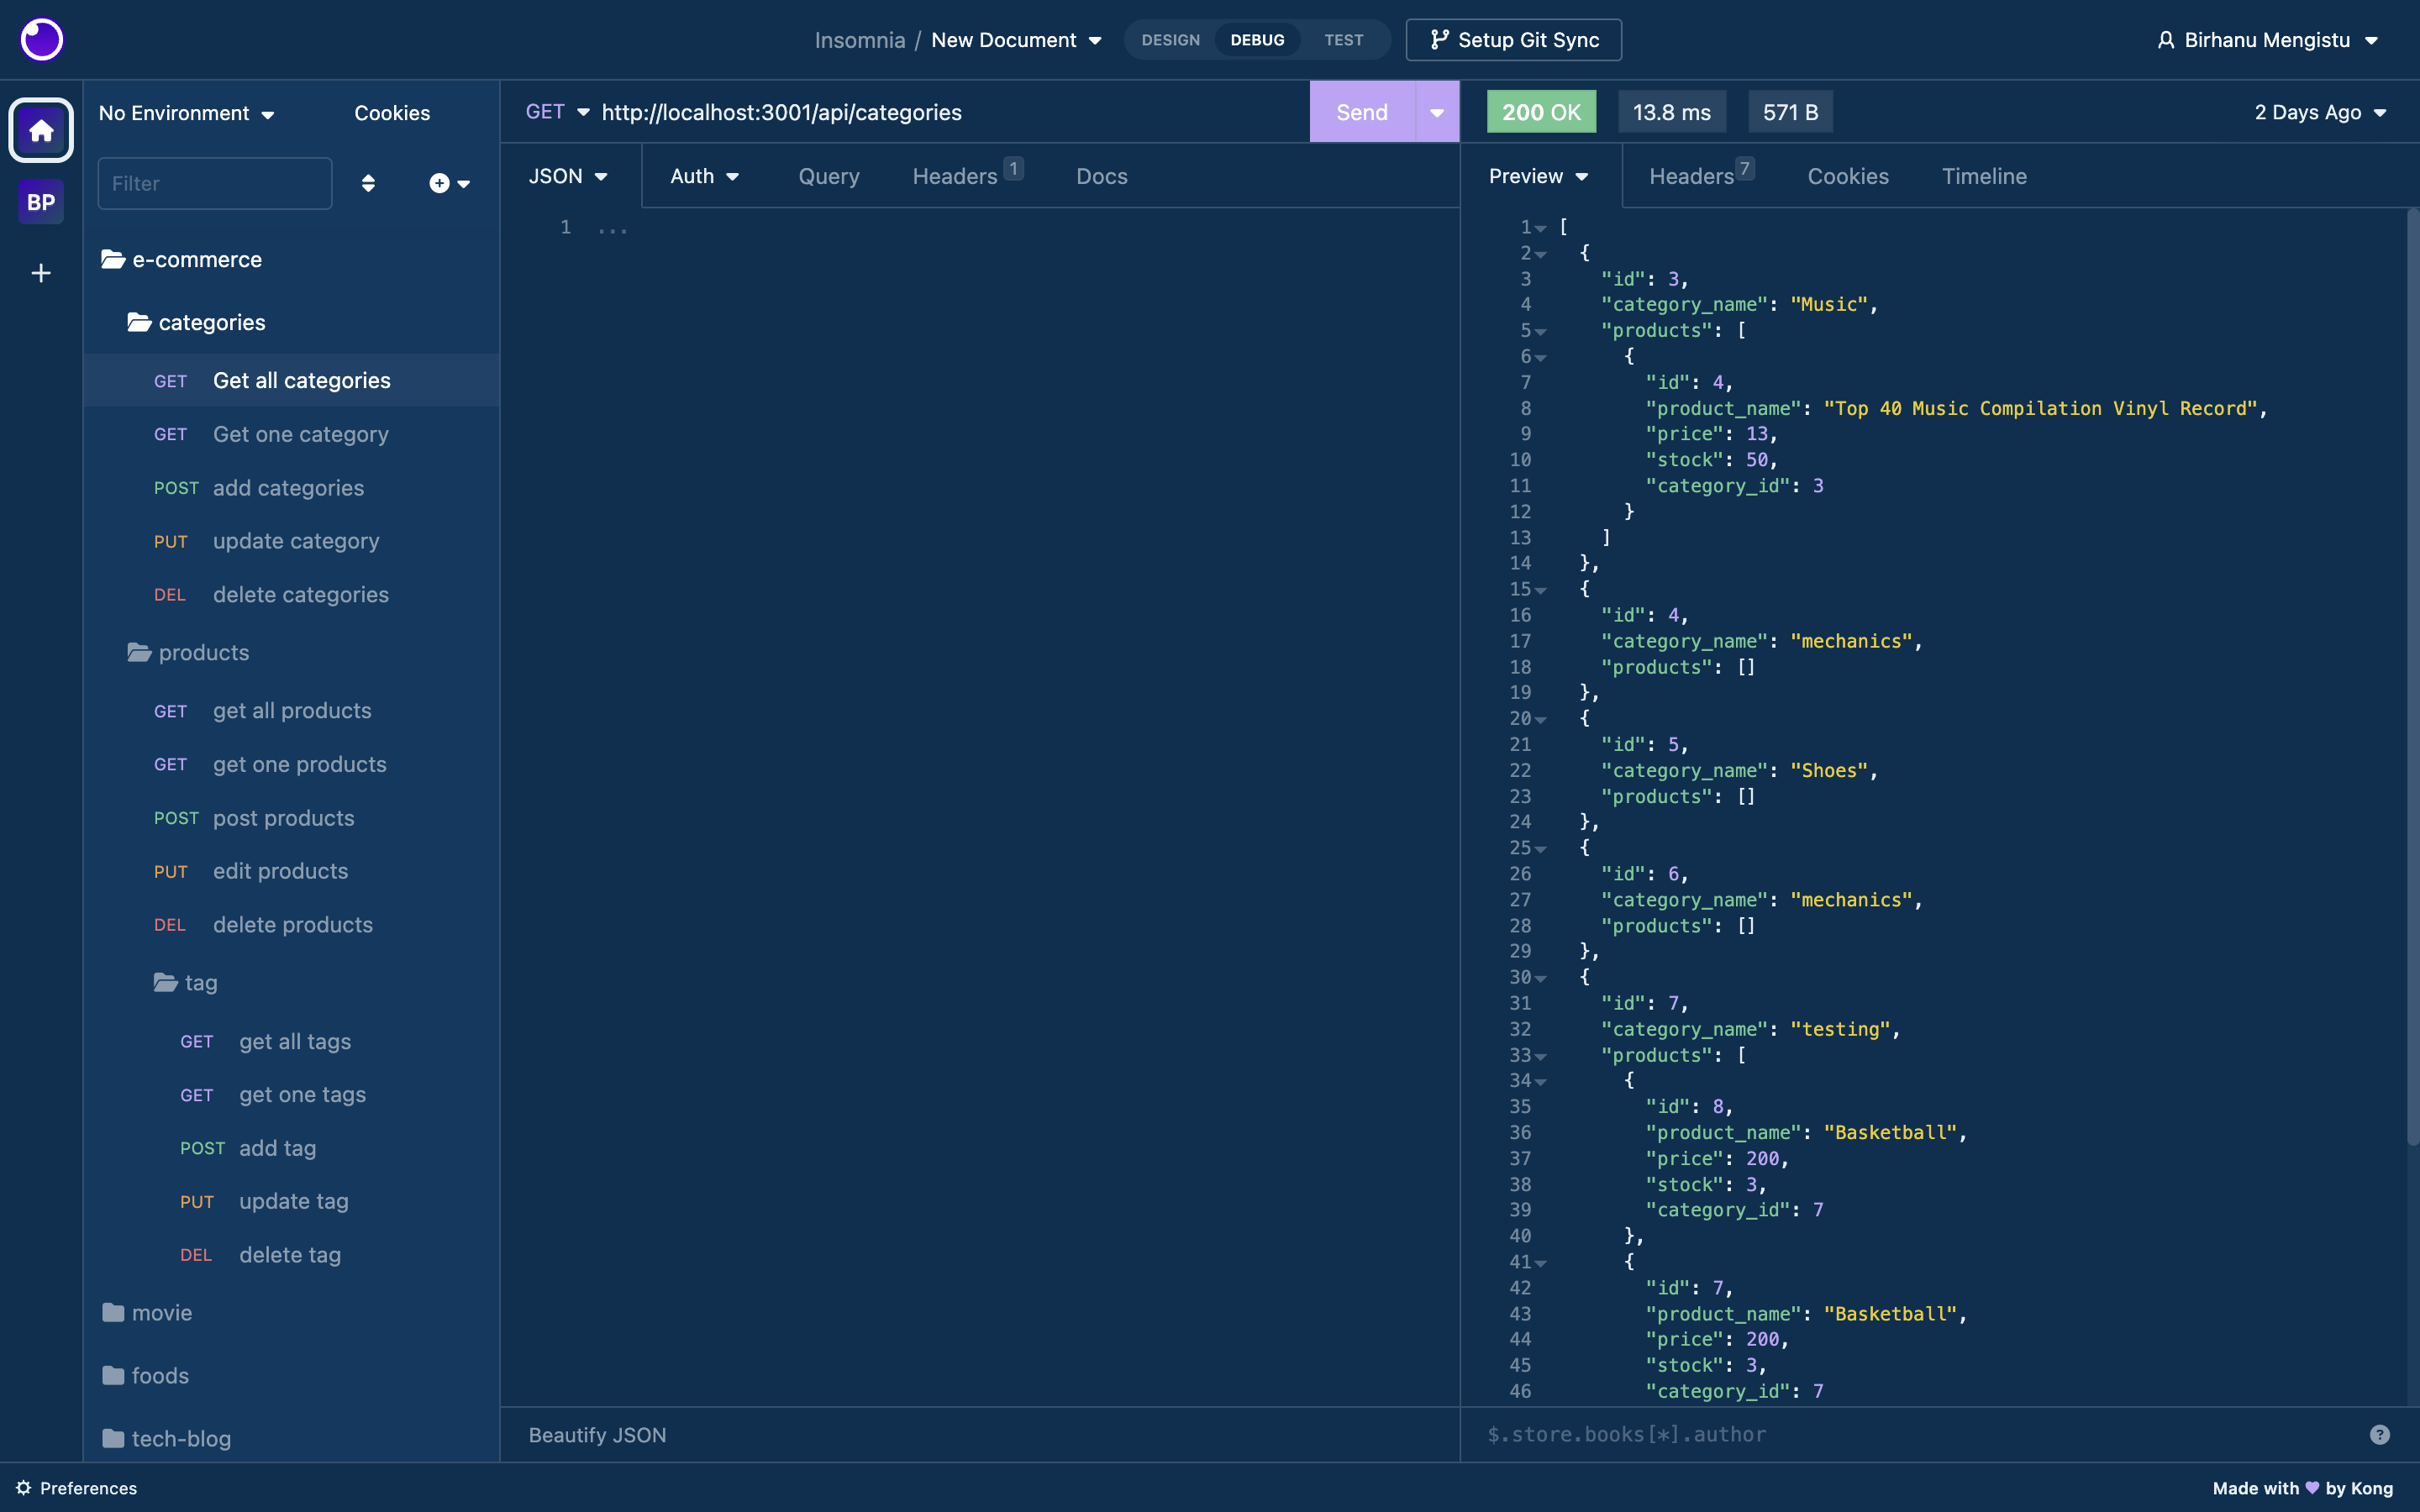 Insomnia / New Document
DESIGN DEBUG TEST
Setup Git Sync
Birhanu Mengistu
BP
No Environment Cookies
Filter
e-commerce
categories
GET Get all categories
GET Get one category
POST add categories
PUT update category
DEL delete categories
products
GET get all products
GET get one products
POST post products
PUT edit products
DEL delete products
tag
GET get all tags
GET get one tags
POST add tag
PUT update tag
DEL delete tag
movie
foods
tech-blog
GET http://localhost:3001/api/categories Send
JSON Auth Query Headers 1 Docs
1 ...
Beautify JSON
200 OK 13.8 ms 571 B 2 Days Ago
Preview Headers 7 Cookies Timeline
1 [
2 {
3 "id": 3,
4 "category_name": "Music",
5 "products": [
6 {
7 "id": 4,
8 "product_name": "Top 40 Music Compilation Vinyl Record",
9 "price": 13,
10 "stock": 50,
11 "category_id": 3
12 }
13 ]
14 },
15 {
16 "id": 4,
17 "category_name": "mechanics",
18 "products": []
19 },
20 {
21 "id": 5,
22 "category_name": "Shoes",
23 "products": []
24 },
25 {
26 "id": 6,
27 "category_name": "mechanics",
28 "products": []
29 },
30 {
31 "id": 7,
32 "category_name": "testing",
33 "products": [
34 {
35 "id": 8,
36 "product_name": "Basketball",
37 "price": 200,
38 "stock": 3,
39 "category_id": 7
40 },
41 {
42 "id": 7,
43 "product_name": "Basketball",
44 "price": 200,
45 "stock": 3,
46 "category_id": 7
$.store.books[*].author
Preferences
Made with 💜 by Kong